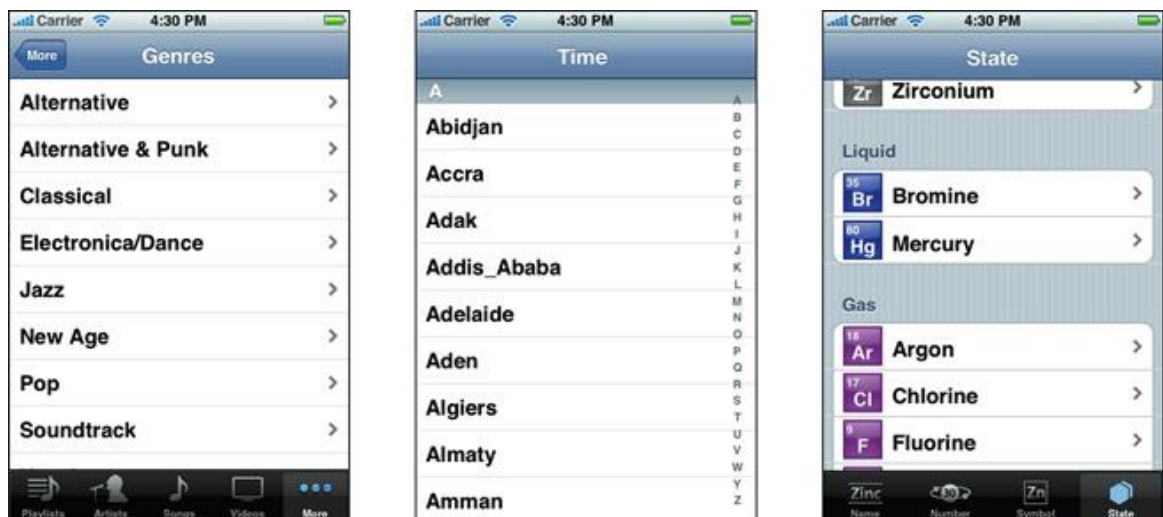 Carrier 4:30 PM
More Genres
Alternative
Alternative & Punk
Classical
Electronica/Dance
Jazz
New Age
Pop
Soundtrack
Playlists Artists Songs Videos More
Carrier 4:30 PM
Time
A
Abidjan
Accra
Adak
Addis_Ababa
Adelaide
Aden
Algiers
Almaty
Amman
A
B
C
D
E
F
G
H
I
J
K
L
M
N
O
P
Q
R
S
T
U
V
W
Y
Z
Carrier 4:30 PM
State
Zr Zirconium
Liquid
35
Br Bromine
80
Hg Mercury
Gas
18
Ar Argon
17
Cl Chlorine
9
F Fluorine
Zinc 30 Zn
Name Number Symbol State